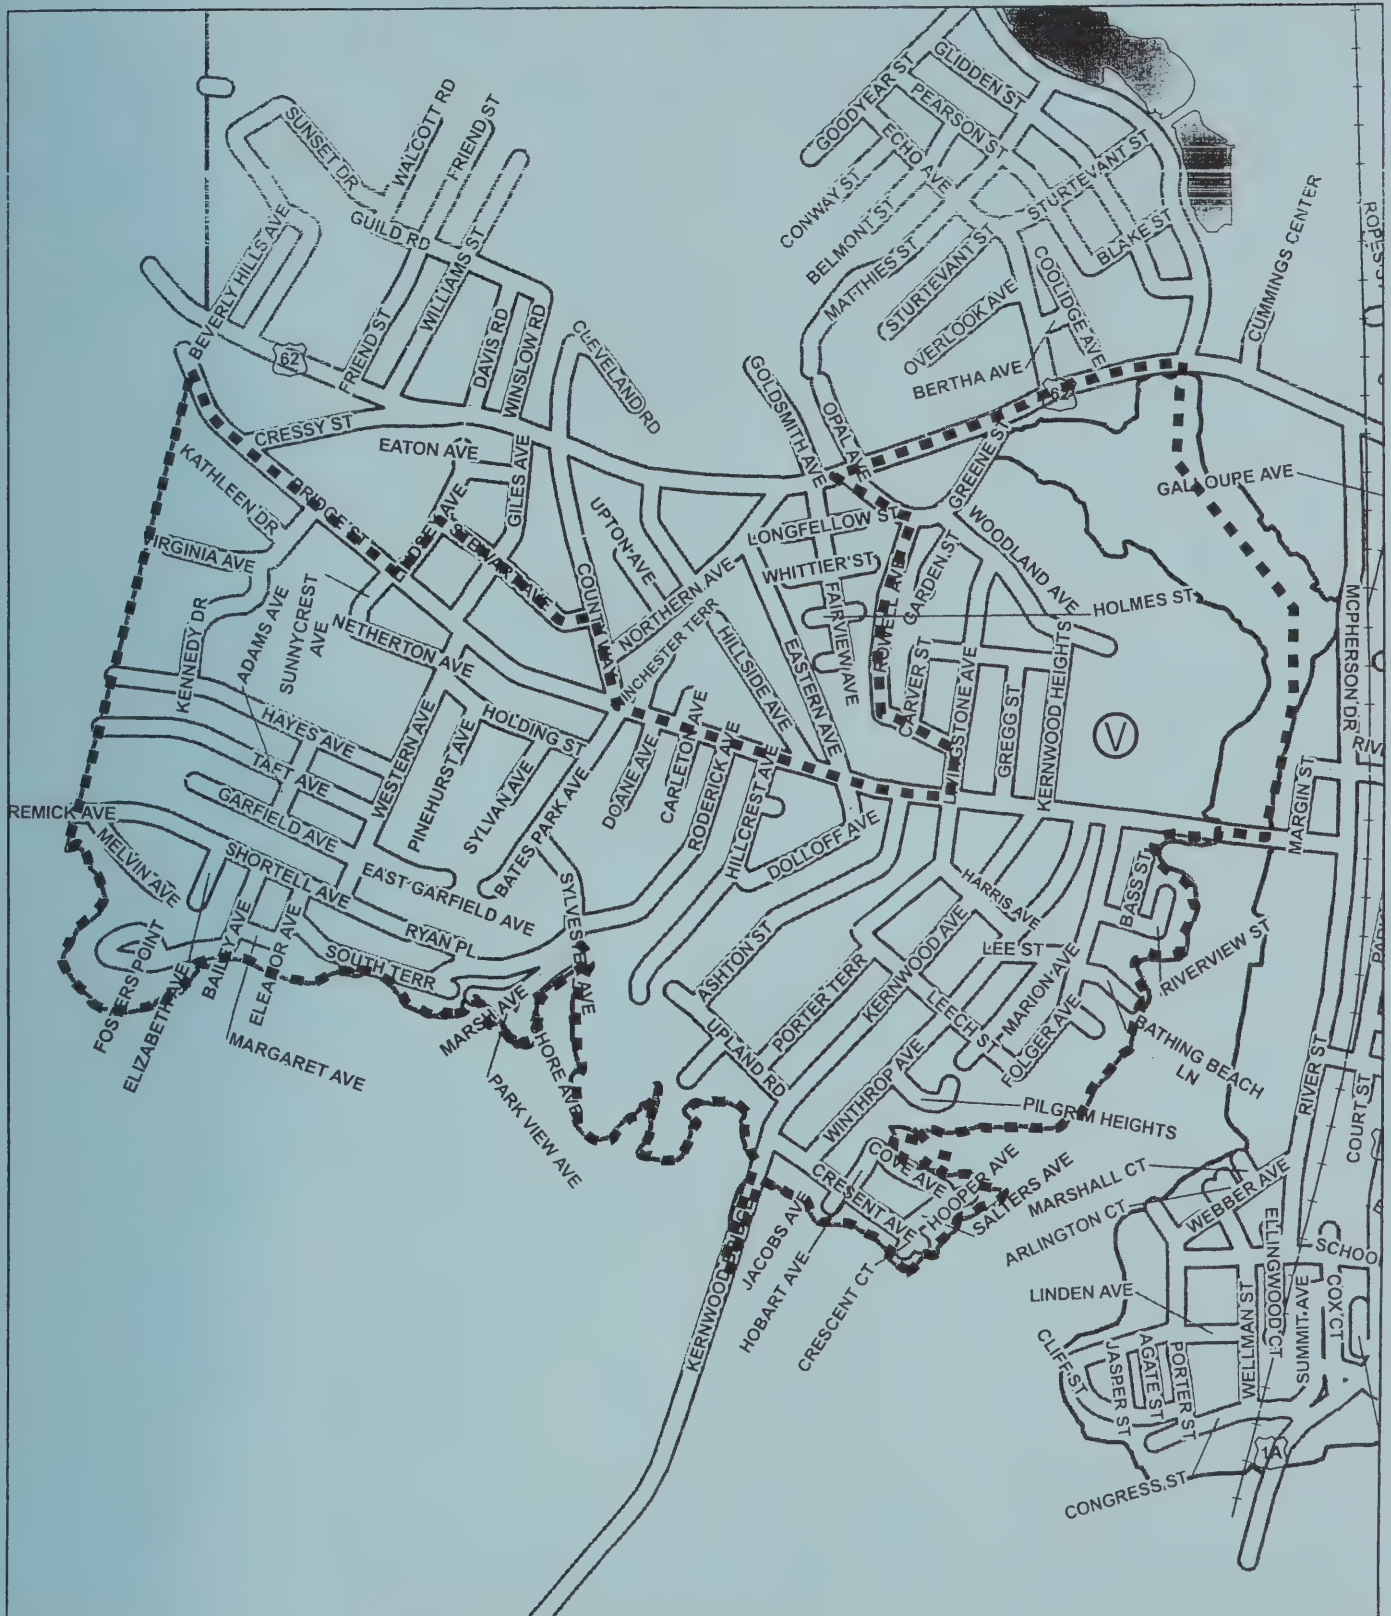 GLIDDEN ST
GOODYEAR ST
PEARSON ST
WALCOTT RD
FRIEND ST
SUNSET DR
ECHO AVE
STURTEVANT ST
CONWAY ST
BELMONT ST
CUMMINGS CENTER
GUILD RD
BEVERLY HILLS AVE
WILLIAMS ST
MATTHIES ST
STURTEVANT ST
BLAKE ST
COOLIDGE AVE
OVERLOOK AVE
BERTHA AVE
62
FRIEND ST
DAVIS RD
WINSLOW RD
CLEVELAND RD
62
GOLDSMITH AVE
OPAL AVE
CRESSY ST
EATON AVE
KATHLEEN DR
BRIDGE ST
GILES AVE
GREENE ST
GALLOUPE AVE
UPTON AVE
LONGFELLOW ST
WOODLAND AVE
WHITTIER ST
GARDEN ST
HOLMES ST
STEWART AVE
NORTHERN AVE
FAIRVIEW AVE
KENNEDY DR
ADAMS AVE
SUNNYCREST
AVE
NETHERTON AVE
HILLSIDE AVE
EASTERN AVE
CARVER ST
MCPHERSON DR
HAYES AVE
HOLDING ST
CARLETON AVE
GREGG ST
KERNWOOD HEIGHTS
V
TAFT AVE
WESTERN AVE
PINEHURST AVE
SYLVAN AVE
BATES PARK AVE
DOANE AVE
RODERICK AVE
HILLCREST AVE
LIVINGSTONE AVE
GARFIELD AVE
REMICK AVE
MELVIN AVE
SHORTELL AVE
EAST GARFIELD AVE
DOLLOFF AVE
MARGIN ST
HARRIS AVE
BASS ST
BAILEY AVE
ELEANOR AVE
RYAN PL
SOUTH TERR
SYLVESTER AVE
ASHTON ST
KERNWOOD AVE
LEE ST
MARION AVE
RIVERVIEW ST
FOSTERS POINT
ELIZABETH AVE
MARGARET AVE
MARSH AVE
SHORE AVE
PARK VIEW AVE
UPLAND RD
PORTER TERR
LEECH ST
FOLGER AVE
BATHING BEACH
LN
WINTHROP AVE
PILGRIM HEIGHTS
RIVER ST
COURT ST
COVE AVE
CRESENT AVE
HOOPER AVE
SALTERS AVE
MARSHALL CT
ARLINGTON CT
WEBBER AVE
KERNWOOD BRIDGE
JACOBS AVE
HOBART AVE
CRESCENT CT
LINDEN AVE
ELLINGWOOD CT
SUMMIT AVE
COX CT
CLIFF ST
JASPER ST
AGATE ST
PORTER ST
WELLMAN ST
1A
CONGRESS ST